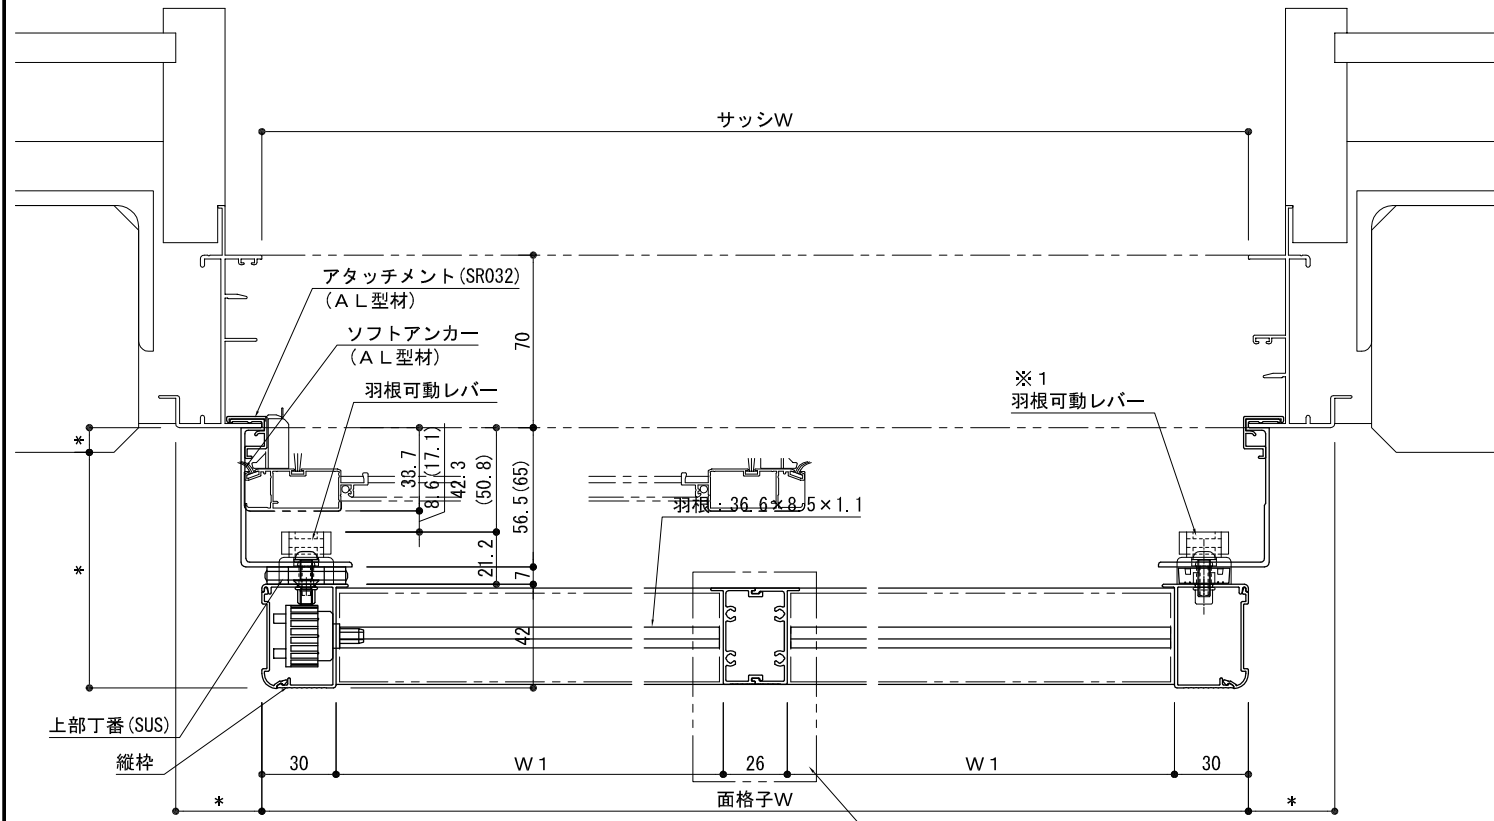 サッシW
アタッチメント(SR032)
(AL型材)
ソフトアンカー
(AL型材)
羽根可動レバー
※1
羽根可動レバー
70
*
33.7
8.6(17.1)
42.3
(50.8)
56.5(65)
羽根:36.6×8.5×1.1
*
21.2
7
42
上部丁番(SUS)
縦枠
30
W1
26
W1
30
*
面格子W
*